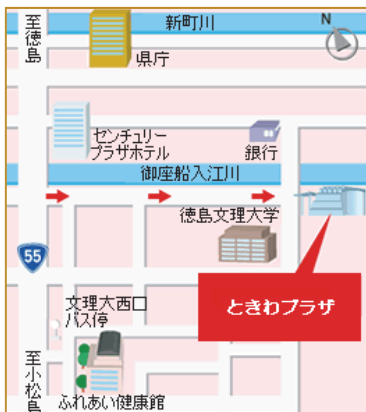 至徳島
新町川
N
県庁
センチュリー
プラザホテル
銀行
御座船入江川
徳島文理大学
55
ときわプラザ
文理大西口
バス停
至小松島
ふれあい健康館